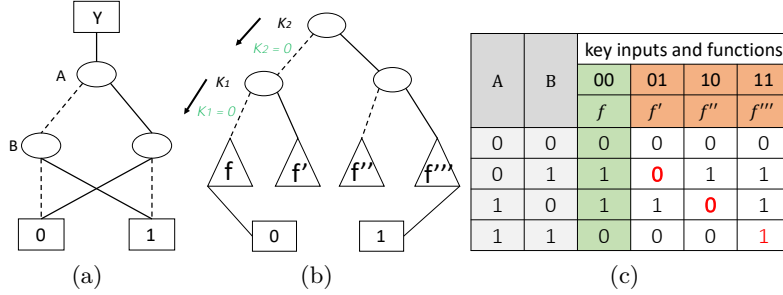 Y
A
B
0 1
(a)
K2
K2 = 0
K1
K1 = 0
f f' f'' f'''
0 1
(b)
key inputs and functions
A B 00 01 10 11
f f' f'' f'''
0 0 0 0 0 0
0 1 1 0 1 1
1 0 1 1 0 1
1 1 0 0 0 1
(c)